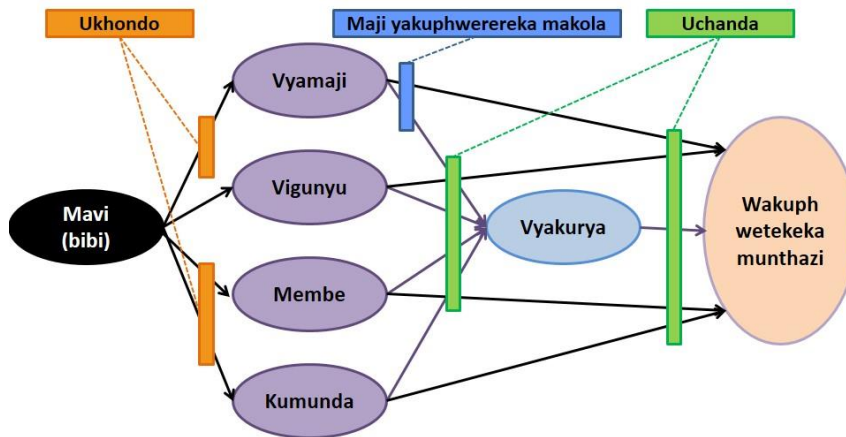 Ukhondo
Maji yakuphwerereka makola
Uchanda
Vyamaji
Vigunyu
Mavi
(bibi)
Vyakurya
Wakuph
wetekeka
munthazi
Membe
Kumunda